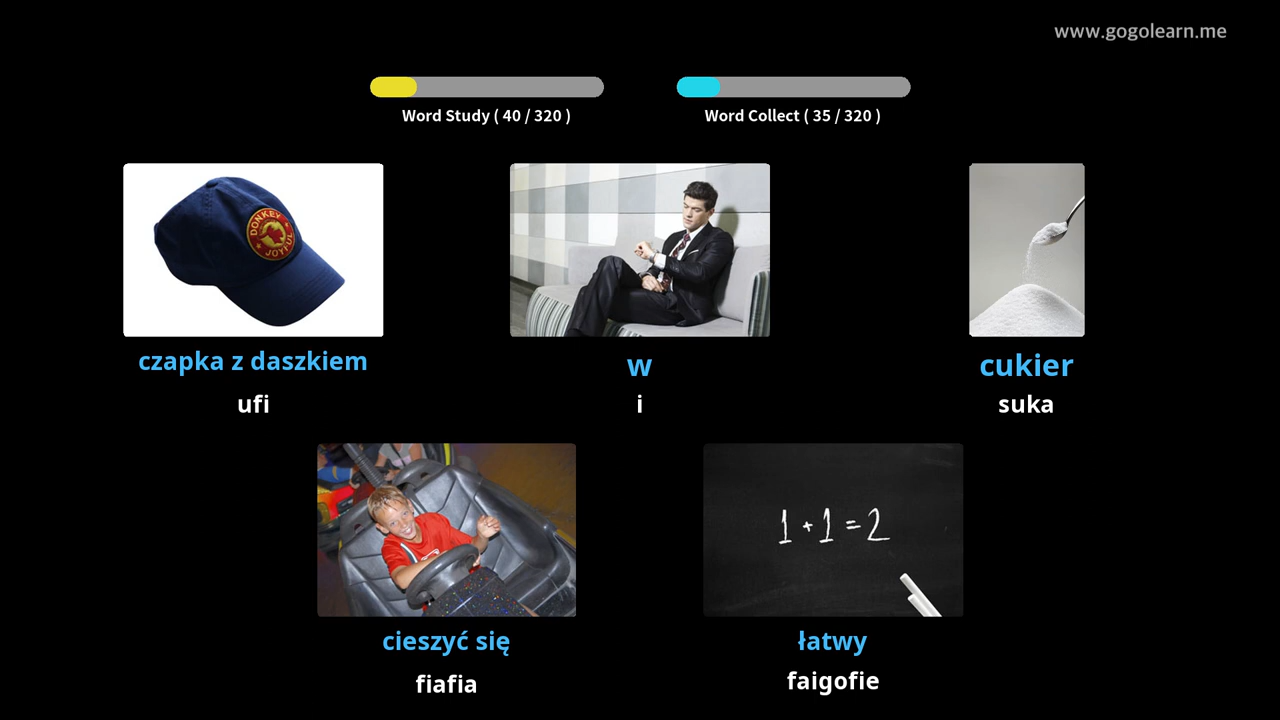 www.gogolearn.me
Word Study ( 40 / 320 )
Word Collect ( 35 / 320 )
DONKEY
JOYFUL
czapka z daszkiem
ufi
w
i
cukier
suka
1 + 1 = 2
cieszyć się
fiafia
łatwy
faigofie